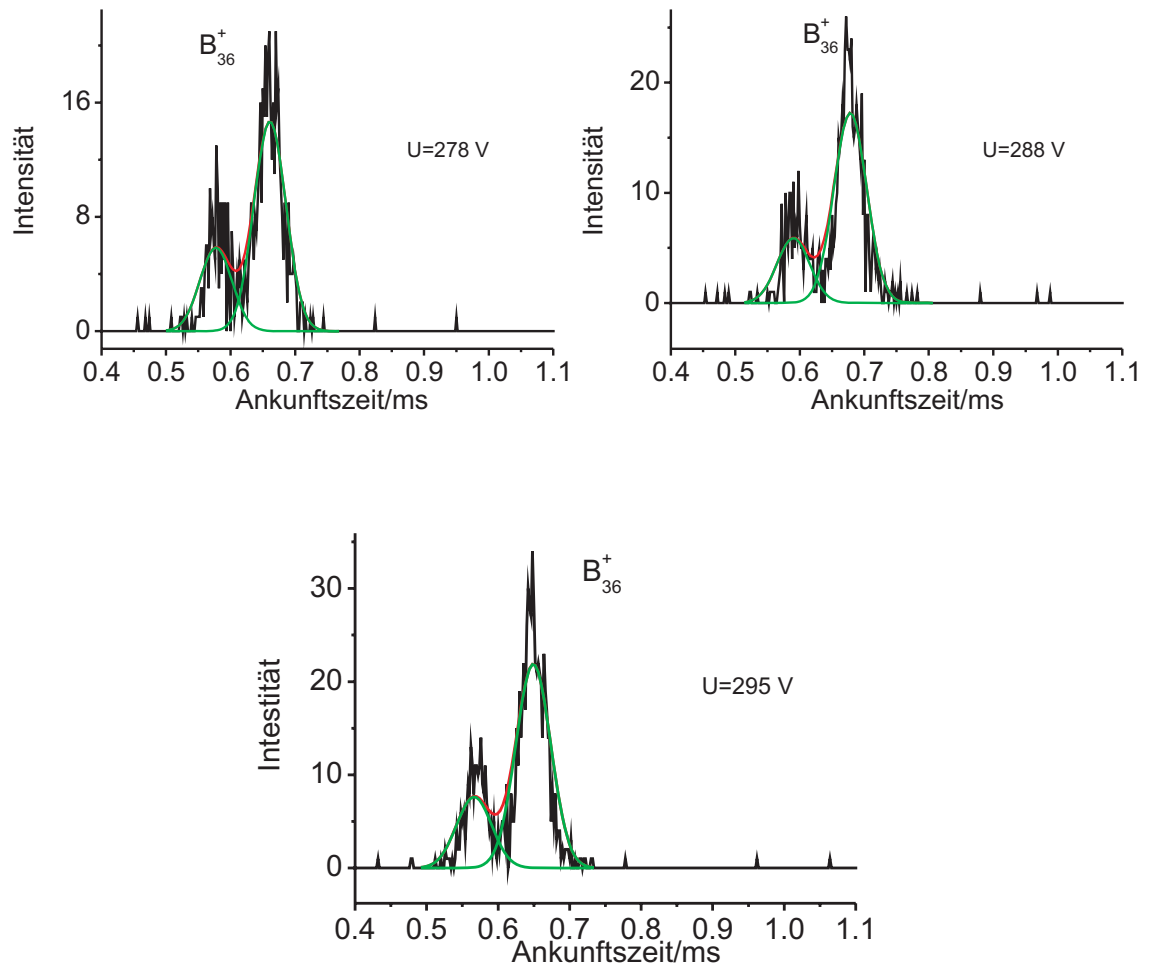 B36+
U=278 V
Intensität
16
8
0
0.4 0.5 0.6 0.7 0.8 0.9 1.0 1.1
Ankunftszeit/ms
B36+
U=288 V
Intensität
20
10
0
0.4 0.5 0.6 0.7 0.8 0.9 1.0 1.1
Ankunftszeit/ms
B36+
U=295 V
Intestität
30
20
10
0
0.4 0.5 0.6 0.7 0.8 0.9 1.0 1.1
Ankunftszeit/ms